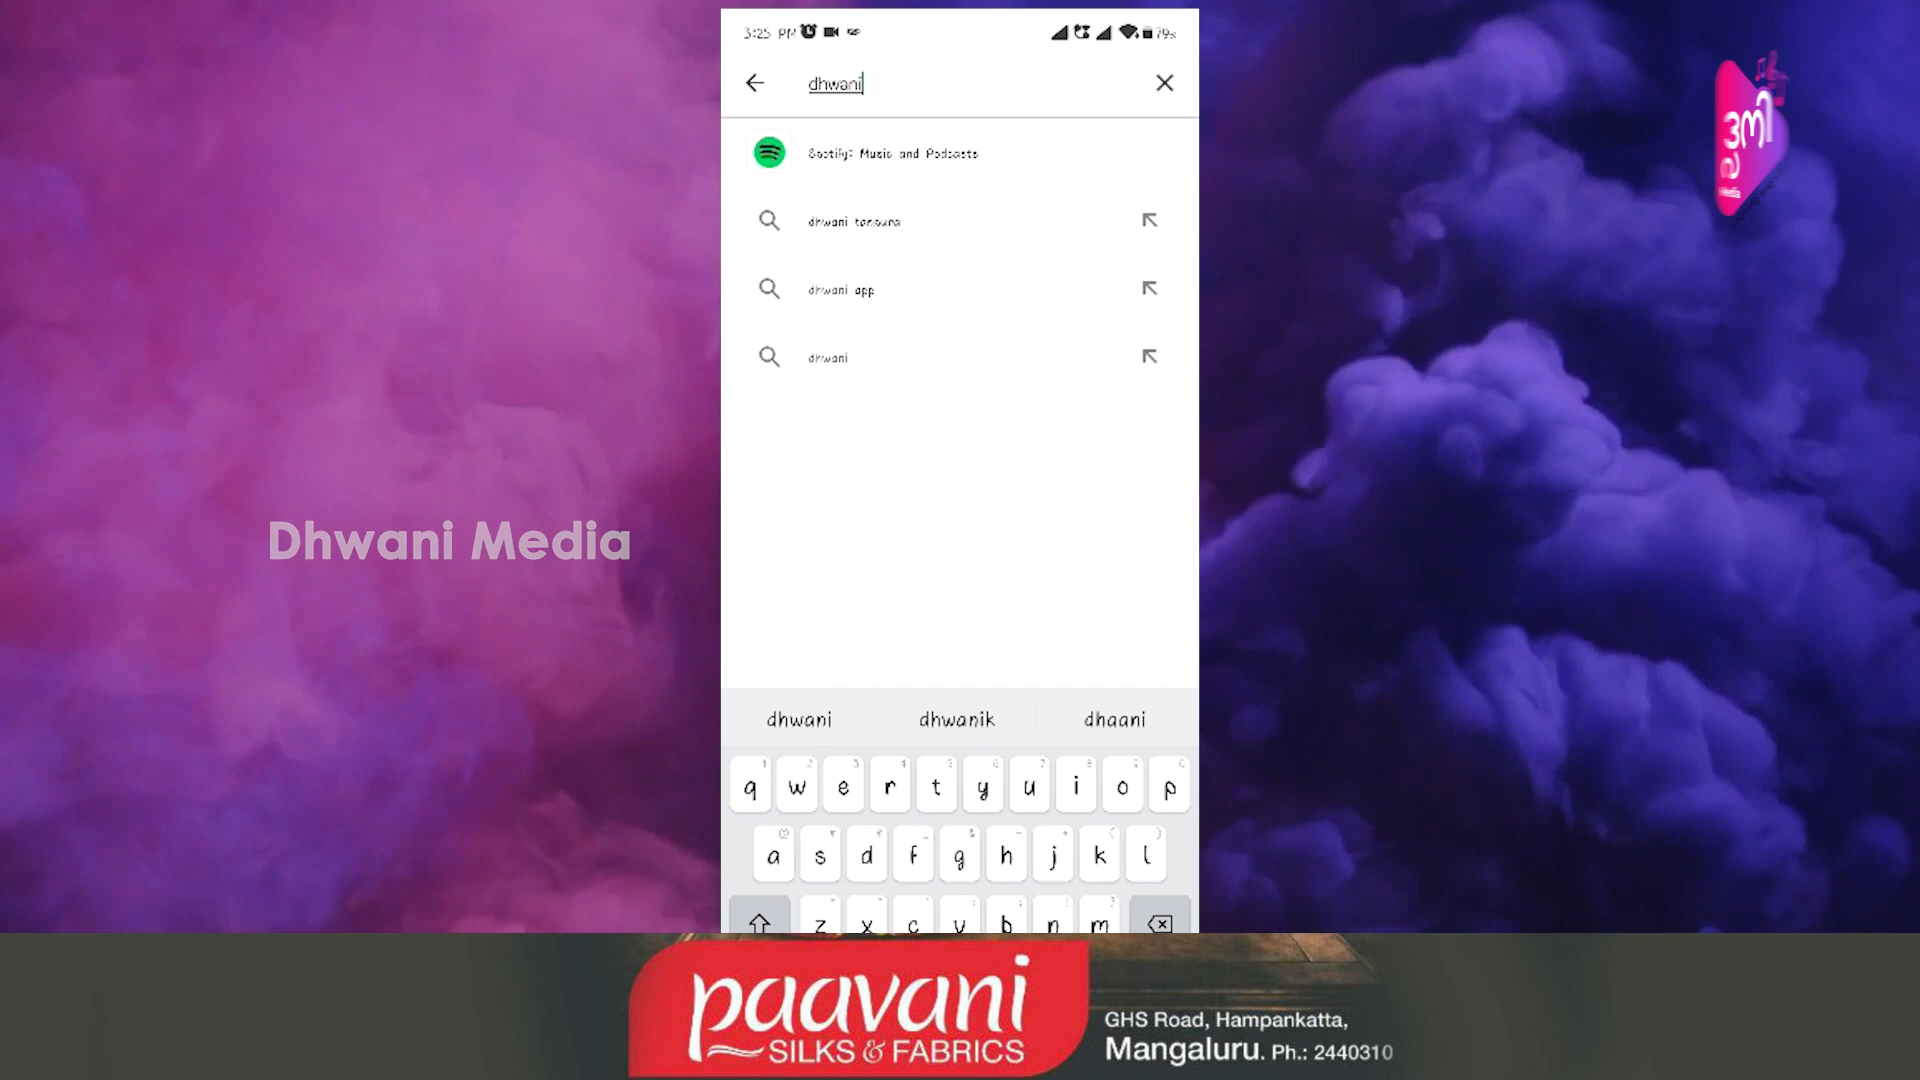 3:25 PM
79%
dhwani
Spotify: Music and Podcasts
dhwani tanpura
dhwani app
dhwani
Dhwani Media
dhwani dhwanik dhaani
q w e r t y u i o p
a s d f g h j k l
z x c v b n m
paavani
SILKS & FABRICS
GHS Road, Hampankatta,
Mangaluru. Ph.: 2440310